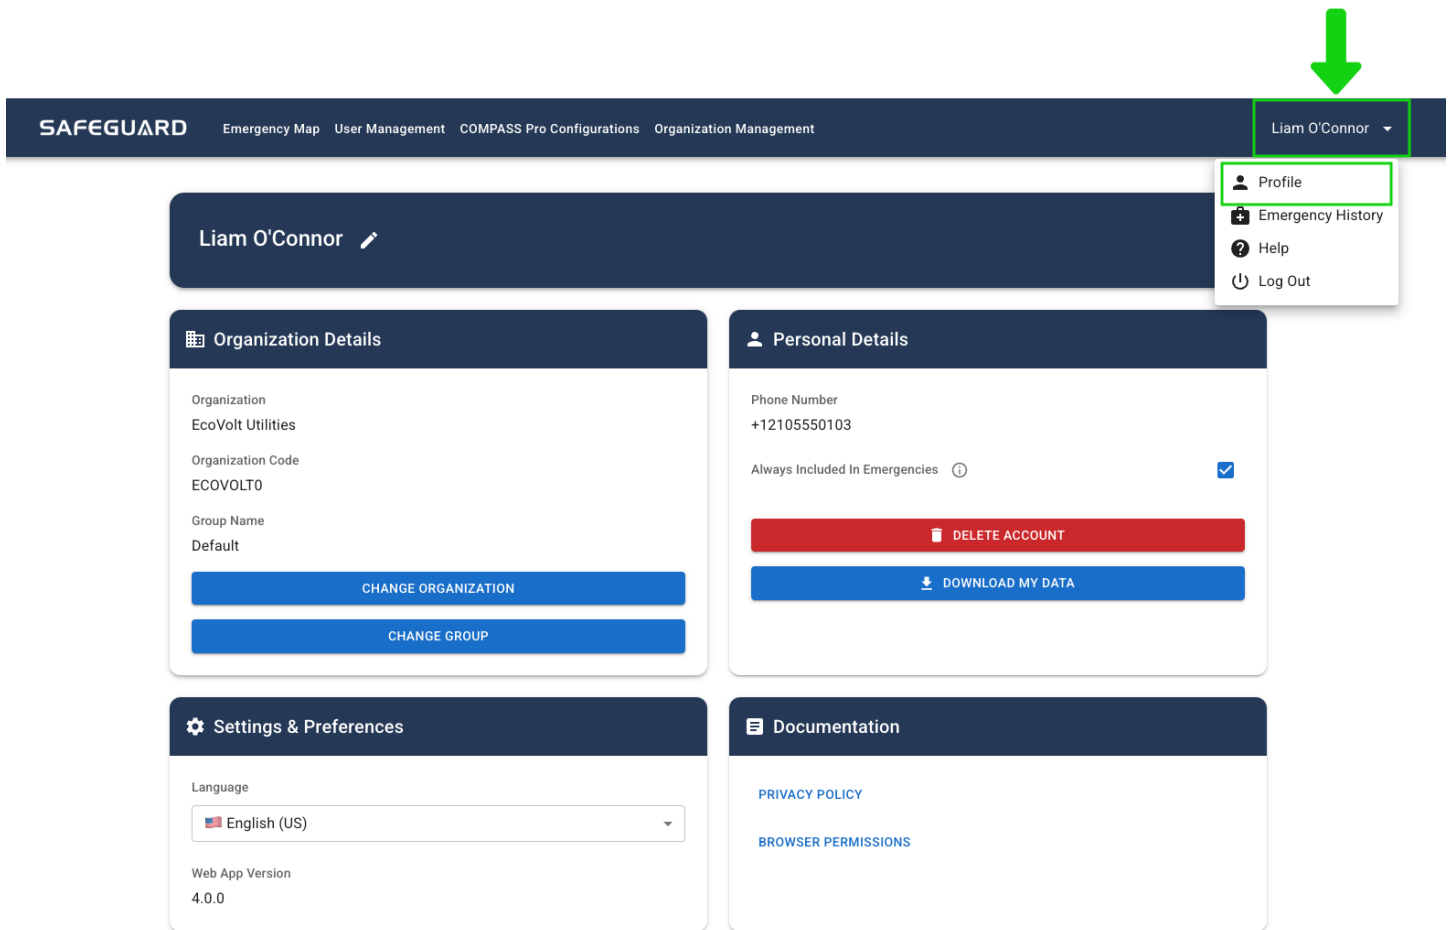 SAFEGUARD Emergency Map User Management COMPASS Pro Configurations Organization Management Liam O'Connor
Profile
Emergency History
Help
Log Out
Liam O'Connor
Organization Details
Organization
EcoVolt Utilities
Organization Code
ECOVOLT0
Group Name
Default
CHANGE ORGANIZATION
CHANGE GROUP
Personal Details
Phone Number
+12105550103
Always Included In Emergencies
DELETE ACCOUNT
DOWNLOAD MY DATA
Settings & Preferences
Language
English (US)
Web App Version
4.0.0
Documentation
PRIVACY POLICY
BROWSER PERMISSIONS